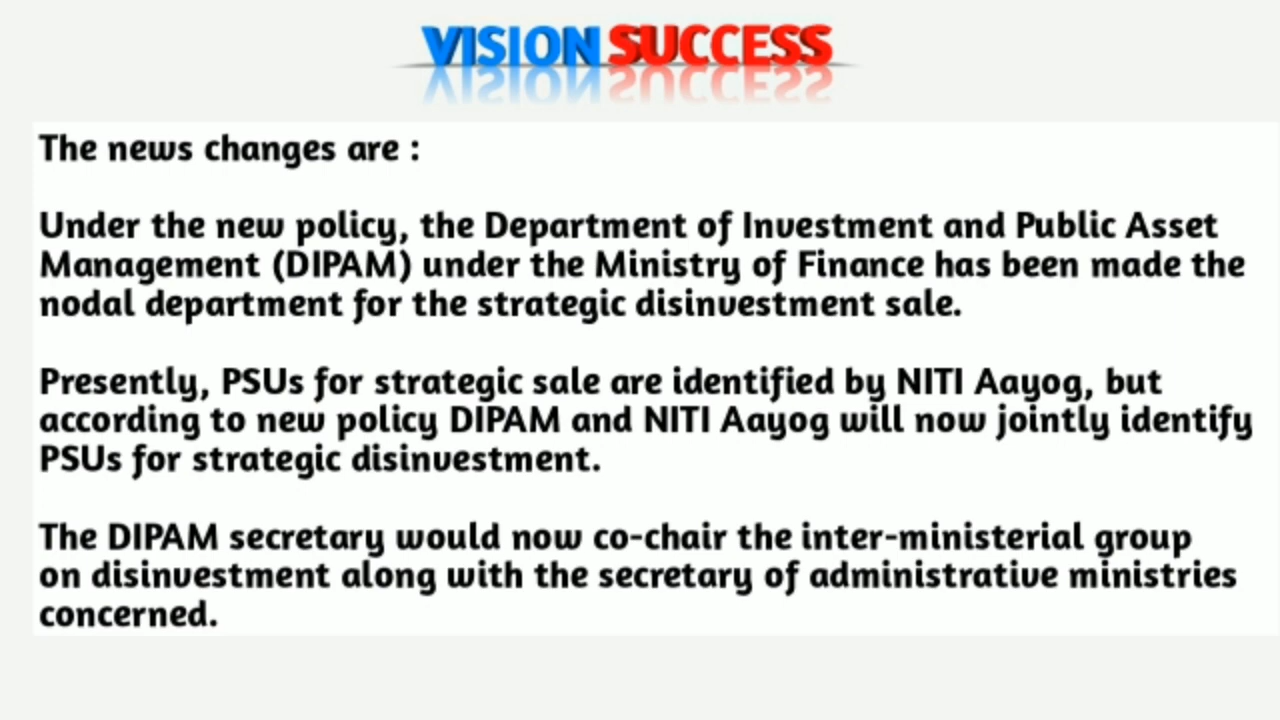 VISION SUCCESS
The news changes are :
Under the new policy, the Department of Investment and Public Asset
Management (DIPAM) under the Ministry of Finance has been made the
nodal department for the strategic disinvestment sale.
Presently, PSUs for strategic sale are identified by NITI Aayog, but
according to new policy DIPAM and NITI Aayog will now jointly identify
PSUs for strategic disinvestment.
The DIPAM secretary would now co-chair the inter-ministerial group
on disinvestment along with the secretary of administrative ministries
concerned.